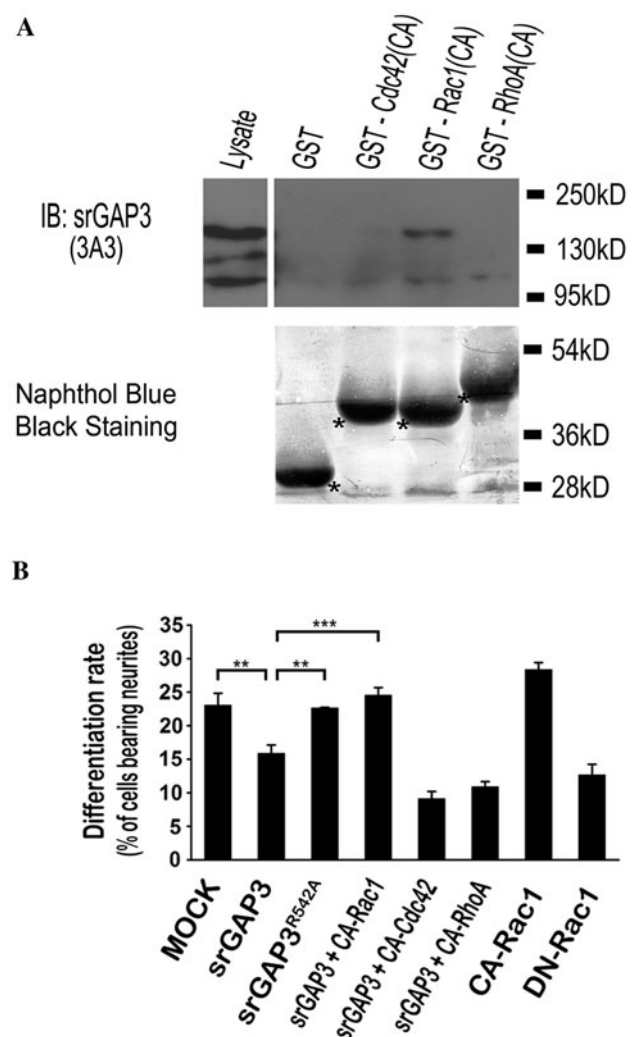 A
Lysate
GST
GST - Cdc42(CA)
GST - Rac1(CA)
GST - RhoA(CA)
IB: srGAP3
(3A3)
250kD
130kD
95kD
Naphthol Blue
Black Staining
54kD
36kD
28kD
*
*
*
*
B
Differentiation rate
(% of cells bearing neurites)
35
30
25
20
15
10
5
0
***
**
**
MOCK
srGAP3
srGAP3R542A
srGAP3 + CA-Rac1
srGAP3 + CA-Cdc42
srGAP3 + CA-RhoA
CA-Rac1
DN-Rac1